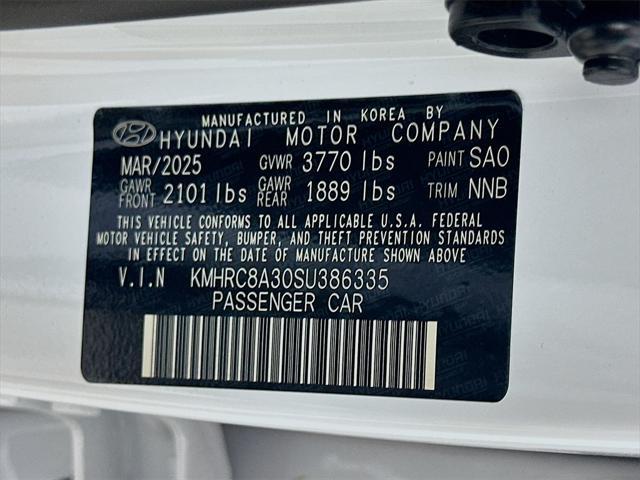 MANUFACTURED IN KOREA BY
HYUNDAI MOTOR COMPANY
MAR/2025 GVWR 3770 lbs PAINT SAO
GAWR FRONT 2101 lbs GAWR REAR 1889 lbs TRIM NNB
THIS VEHICLE CONFORMS TO ALL APPLICABLE U.S.A. FEDERAL
MOTOR VEHICLE SAFETY, BUMPER, AND THEFT PREVENTION STANDARDS
IN EFFECT ON THE DATE OF MANUFACTURE SHOWN ABOVE.
V.I.N KMHRC8A30SU386335
PASSENGER CAR